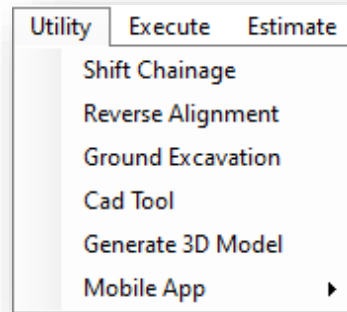 Utility Execute Estimate
Shift Chainage
Reverse Alignment
Ground Excavation
Cad Tool
Generate 3D Model
Mobile App